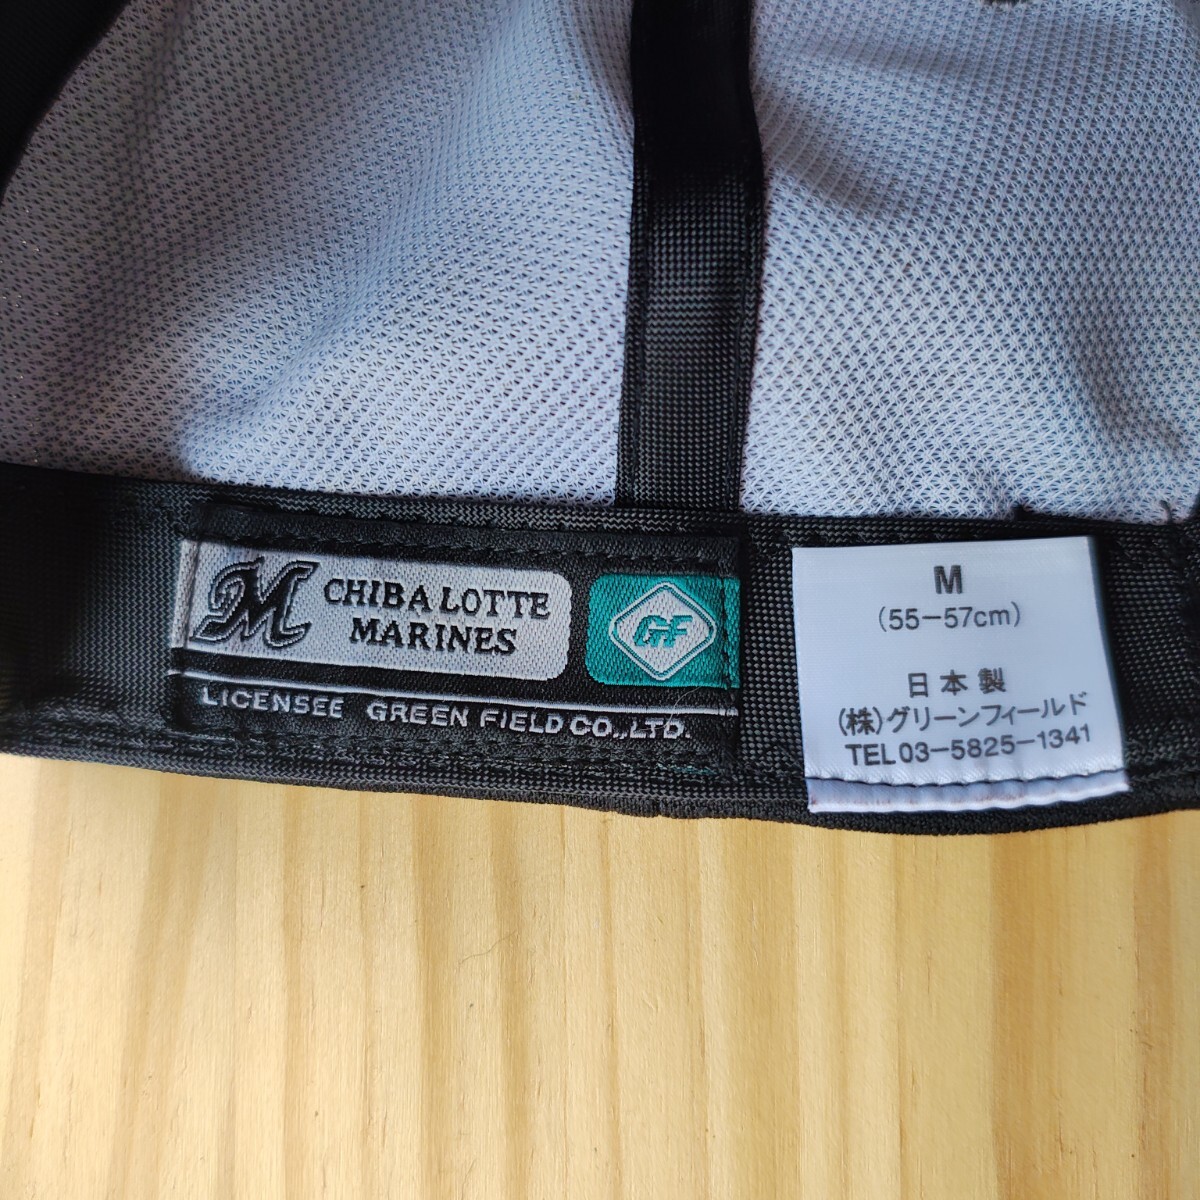 M CHIBA LOTTE
MARINES
GF
LICENSEE GREEN FIELD CO.,LTD.
M
(55-57cm)
日本製
(株)グリーンフィールド
TEL03-5825-1341